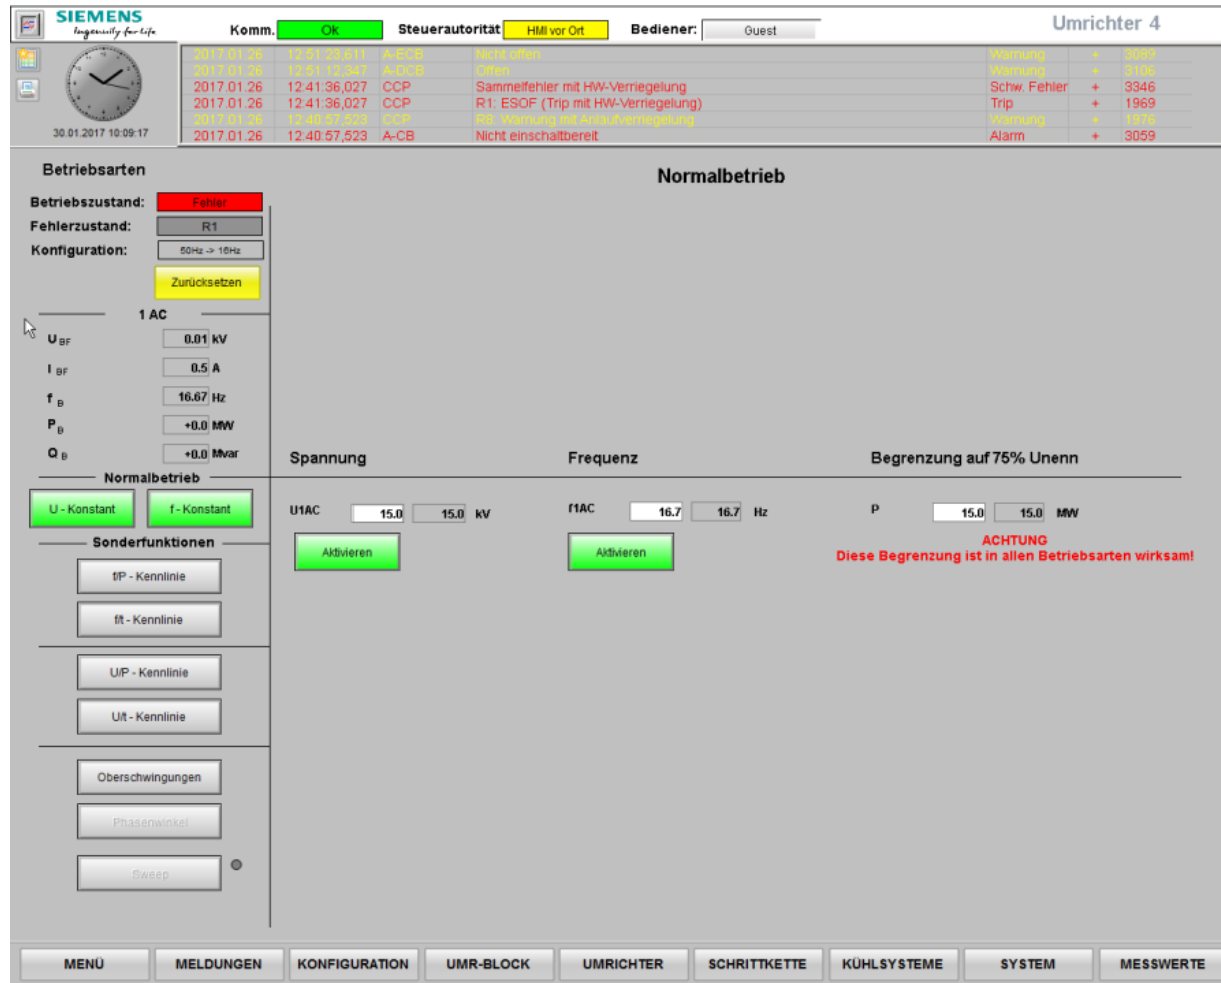 SIEMENS
Ingenuity for life
Komm. Ok Steuerautorität HMI vor Ort Bediener: Guest
Umrichter 4
2017.01.26 12:51:23,611 A-ECB Nicht offen Warnung + 3089
2017.01.26 12:51:12,347 A-DCB Offen Warnung + 3106
2017.01.26 12:41:36,027 CCP Sammelfehler mit HW-Verriegelung Schw. Fehler + 3346
2017.01.26 12:41:36,027 CCP R1: ESOF (Trip mit HW-Verriegelung) Trip + 1969
2017.01.26 12:40:57,523 CCP R8: Warnung mit Anlaufverriegelung Warnung + 1976
2017.01.26 12:40:57,523 A-CB Nicht einschaltbereit Alarm + 3059
30.01.2017 10:09:17
Betriebsarten
Normalbetrieb
Betriebszustand: Fehler
Fehlerzustand: R1
Konfiguration: 50Hz -> 16Hz
Zurücksetzen
1 AC
U BF 0.01 kV
I BF 0.5 A
f B 16.67 Hz
P B +0.0 MW
Q B +0.0 Mvar
Normalbetrieb
U - Konstant f - Konstant
Sonderfunktionen
f/P - Kennlinie
f/t - Kennlinie
U/P - Kennlinie
U/t - Kennlinie
Oberschwingungen
Phasenwinkel
Sweep
Spannung Frequenz Begrenzung auf 75% Unenn
U1AC 15.0 15.0 kV f1AC 16.7 16.7 Hz P 15.0 15.0 MW
Aktivieren Aktivieren
ACHTUNG
Diese Begrenzung ist in allen Betriebsarten wirksam!
MENÜ MELDUNGEN KONFIGURATION UMR-BLOCK UMRICHTER SCHRITTKETTE KÜHLSYSTEME SYSTEM MESSWERTE